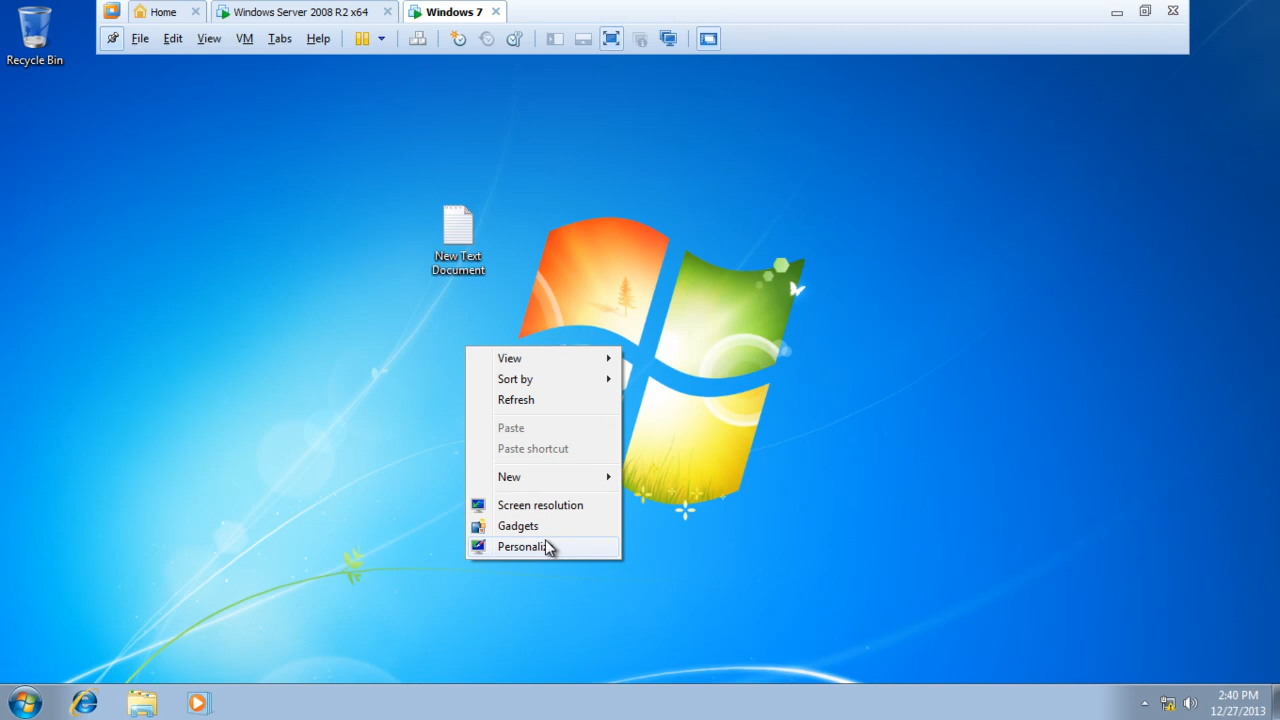 Home
Windows Server 2008 R2 x64
Windows 7
File Edit View VM Tabs Help
Recycle Bin
New Text
Document
View
Sort by
Refresh
Paste
Paste shortcut
New
Screen resolution
Gadgets
Personaliz
2:40 PM
12/27/2013